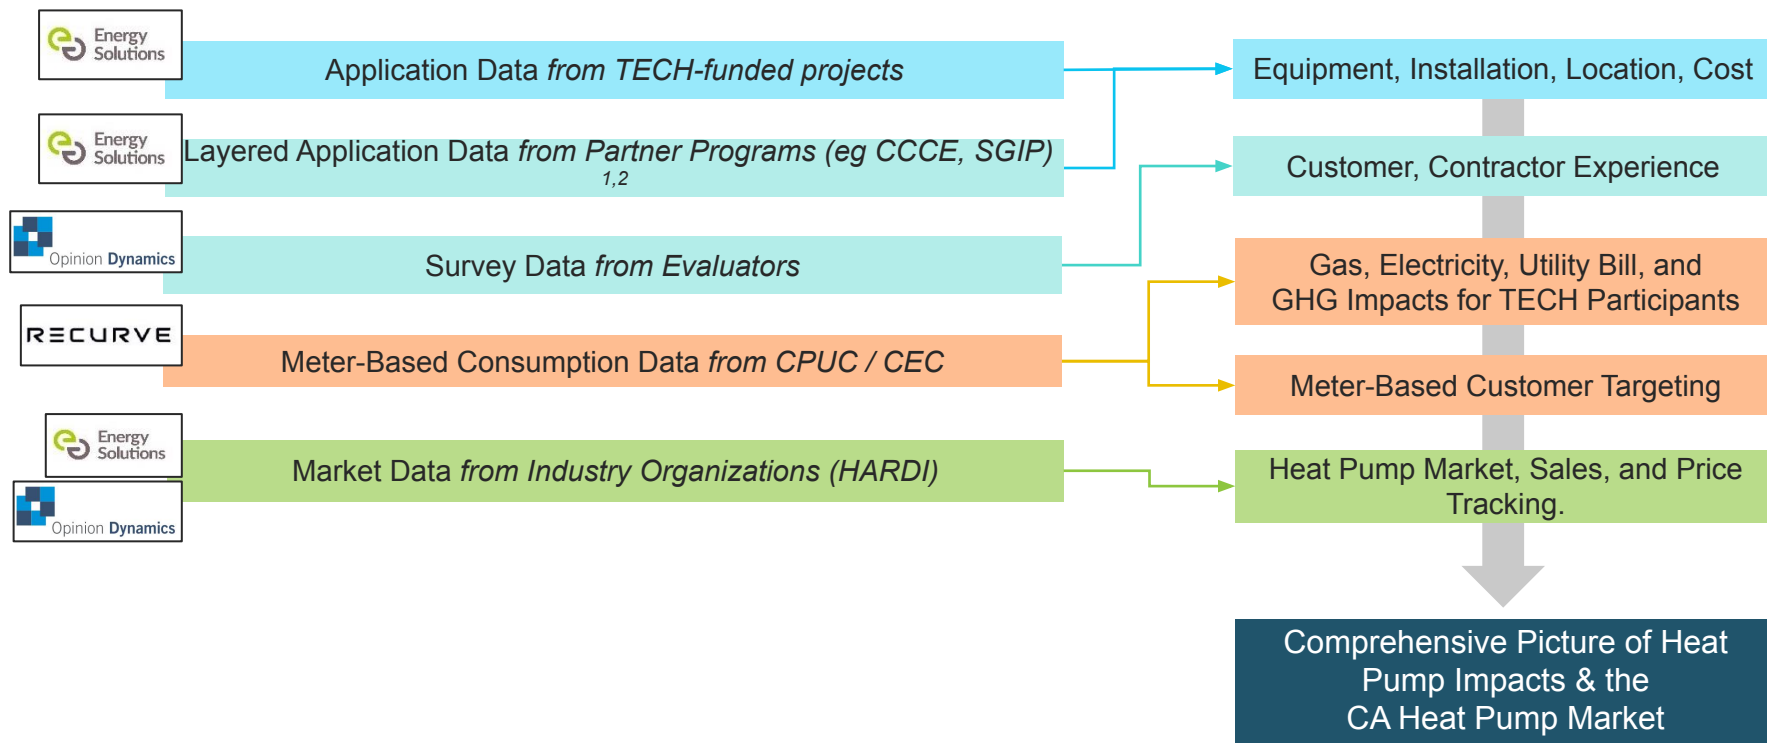 Energy
Solutions
Application Data from TECH-funded projects
Energy
Solutions
Layered Application Data from Partner Programs (eg CCCE, SGIP)
1,2
Opinion Dynamics
Survey Data from Evaluators
RECURVE
Meter-Based Consumption Data from CPUC / CEC
Energy
Solutions
Market Data from Industry Organizations (HARDI)
Opinion Dynamics
Equipment, Installation, Location, Cost
Customer, Contractor Experience
Gas, Electricity, Utility Bill, and
GHG Impacts for TECH Participants
Meter-Based Customer Targeting
Heat Pump Market, Sales, and Price
Tracking.
Comprehensive Picture of Heat
Pump Impacts & the
CA Heat Pump Market